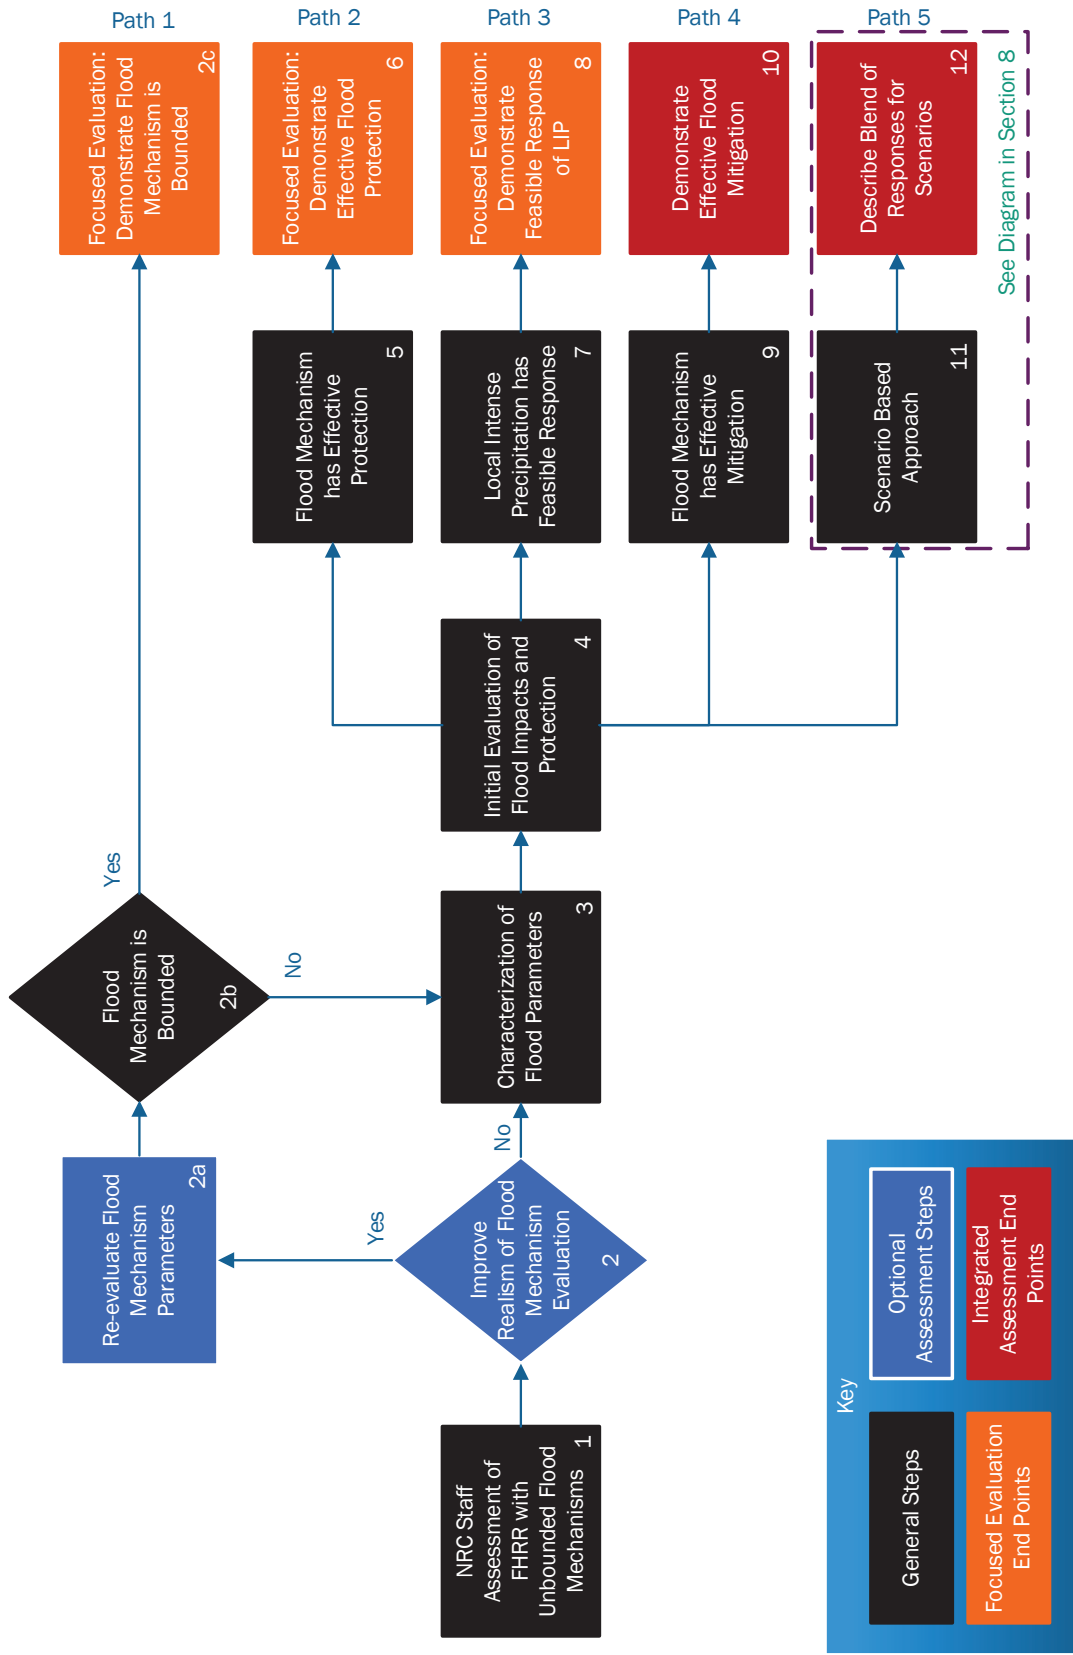 NRC Staff
Assessment of
FHRR with
Unbounded Flood
Mechanisms
1
Improve
Realism of Flood
Mechanism
Evaluation
2
Yes
No
Re-evaluate Flood
Mechanism
Parameters
2a
Flood
Mechanism is
Bounded
2b
Yes
No
Characterization of
Flood Parameters
3
Initial Evaluation of
Flood Impacts and
Protection
4
Focused Evaluation:
Demonstrate Flood
Mechanism is
Bounded
2c
Path 1
Flood Mechanism
has Effective
Protection
5
Focused Evaluation:
Demonstrate
Effective Flood
Protection
6
Path 2
Local Intense
Precipitation has
Feasible Response
7
Focused Evaluation:
Demonstrate
Feasible Response
of LIP
8
Path 3
Flood Mechanism
has Effective
Mitigation
9
Demonstrate
Effective Flood
Mitigation
10
Path 4
Scenario Based
Approach
11
Describe Blend of
Responses for
Scenarios
12
Path 5
See Diagram in Section 8
Key
General Steps
Optional
Assessment Steps
Focused Evaluation
End Points
Integrated
Assessment End
Points